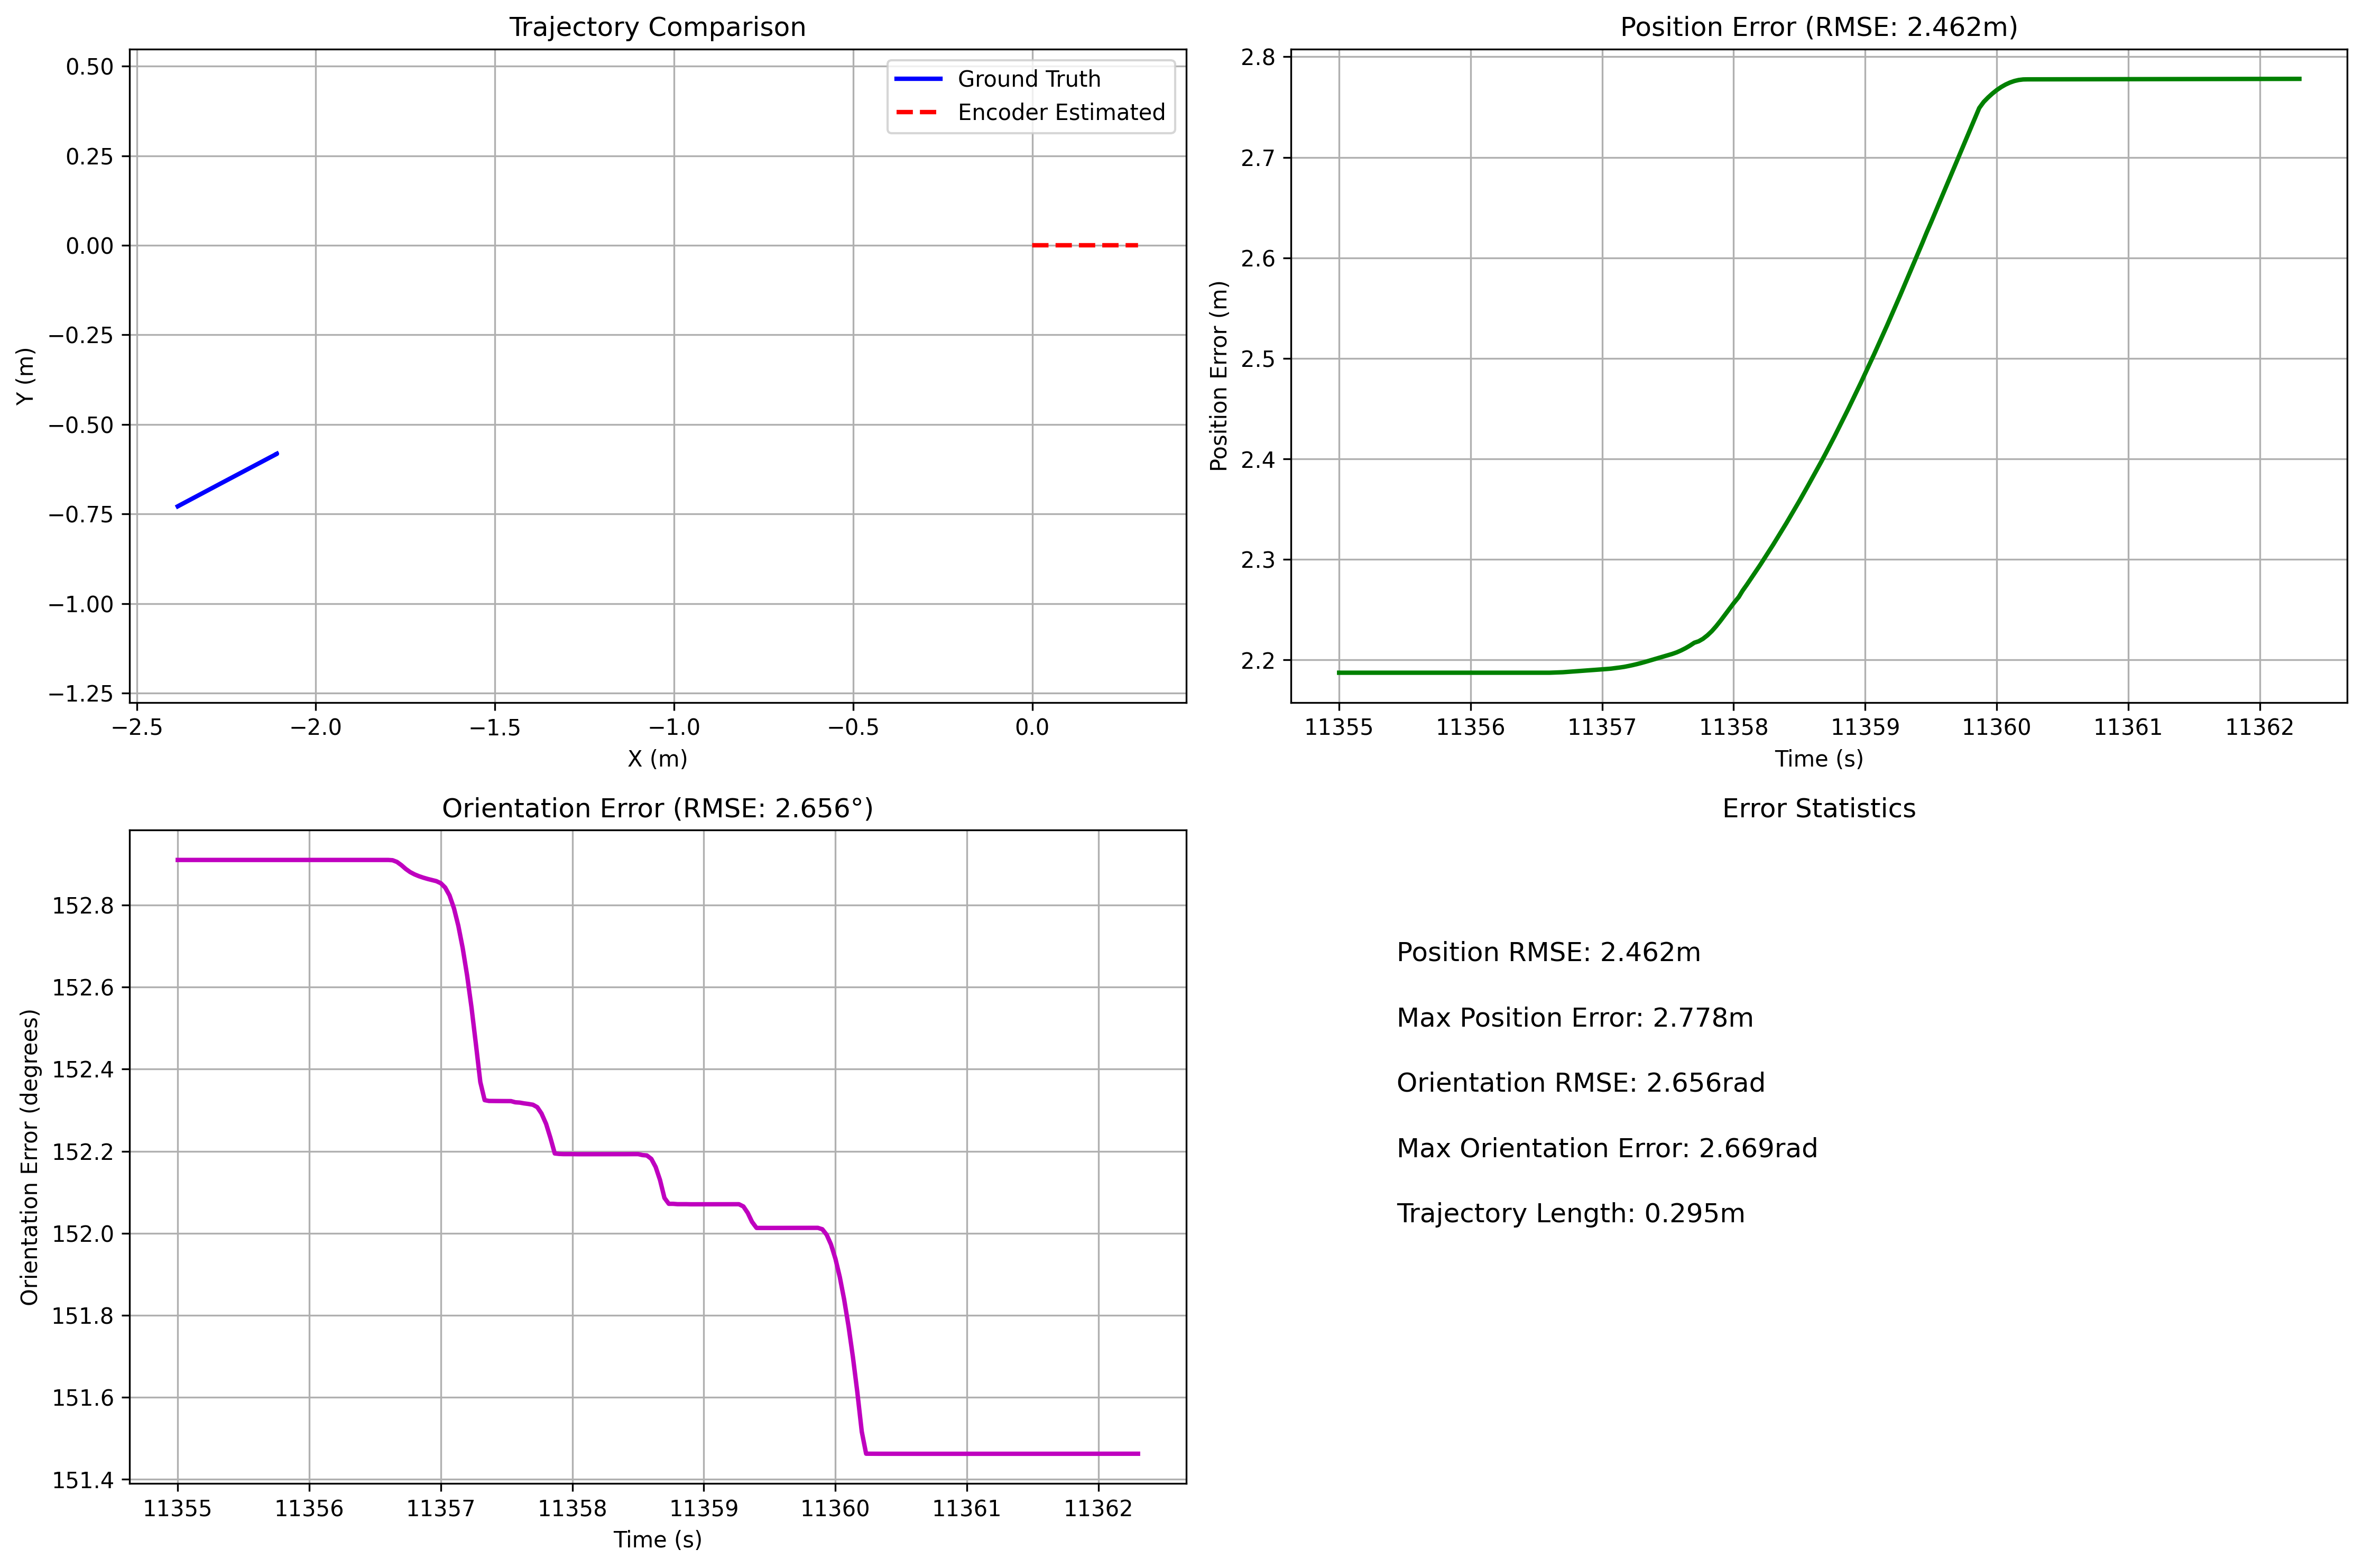 Trajectory Comparison
Ground Truth
Encoder Estimated
0.50
0.25
0.00
−0.25
−0.50
−0.75
−1.00
−1.25
Y (m)
−2.5 −2.0 −1.5 −1.0 −0.5 0.0
X (m)
Position Error (RMSE: 2.462m)
2.8
2.7
2.6
2.5
2.4
2.3
2.2
Position Error (m)
11355 11356 11357 11358 11359 11360 11361 11362
Time (s)
Orientation Error (RMSE: 2.656°)
152.8
152.6
152.4
152.2
152.0
151.8
151.6
151.4
Orientation Error (degrees)
11355 11356 11357 11358 11359 11360 11361 11362
Time (s)
Error Statistics
Position RMSE: 2.462m
Max Position Error: 2.778m
Orientation RMSE: 2.656rad
Max Orientation Error: 2.669rad
Trajectory Length: 0.295m